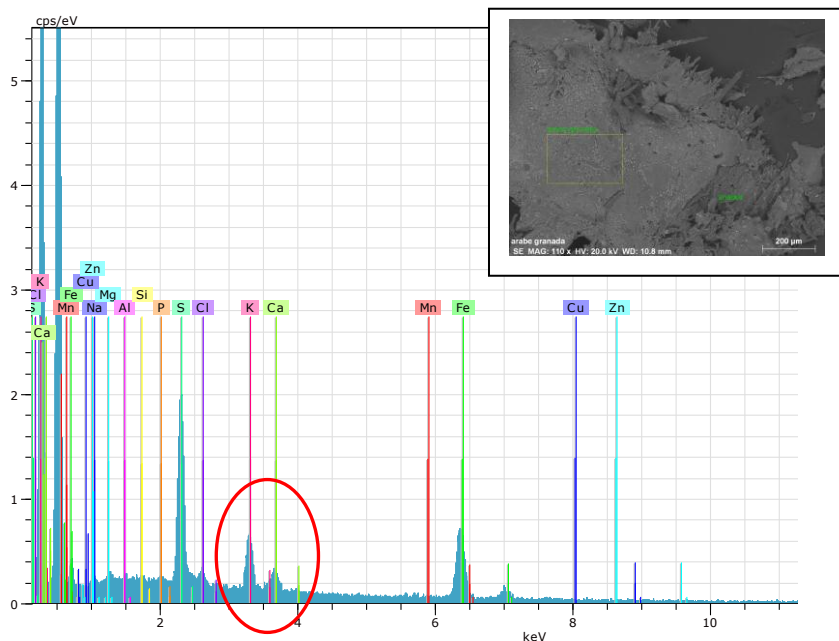 cps/eV
5
4
3
2
1
0
Zn
K Cu Mg Si
Cl Fe
S Mn Na Al P S Cl K Ca Mn Fe Cu Zn
Ca
2 4 6 8 10
keV
arabe granada
SE MAG: 110 x HV: 20.0 kV WD: 10.8 mm
200 µm